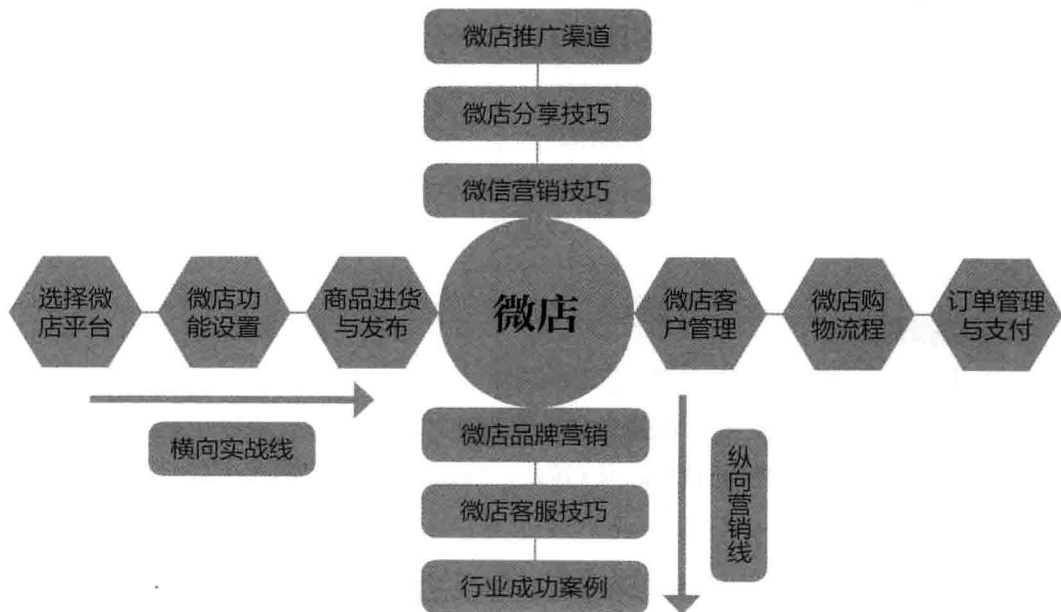 微店推广渠道
微店分享技巧
微信营销技巧
选择微
店平台
微店功
能设置
商品进货
与发布
微店
微店客
户管理
微店购
物流程
订单管理
与支付
横向实战线
微店品牌营销
微店客服技巧
行业成功案例
纵向营销线